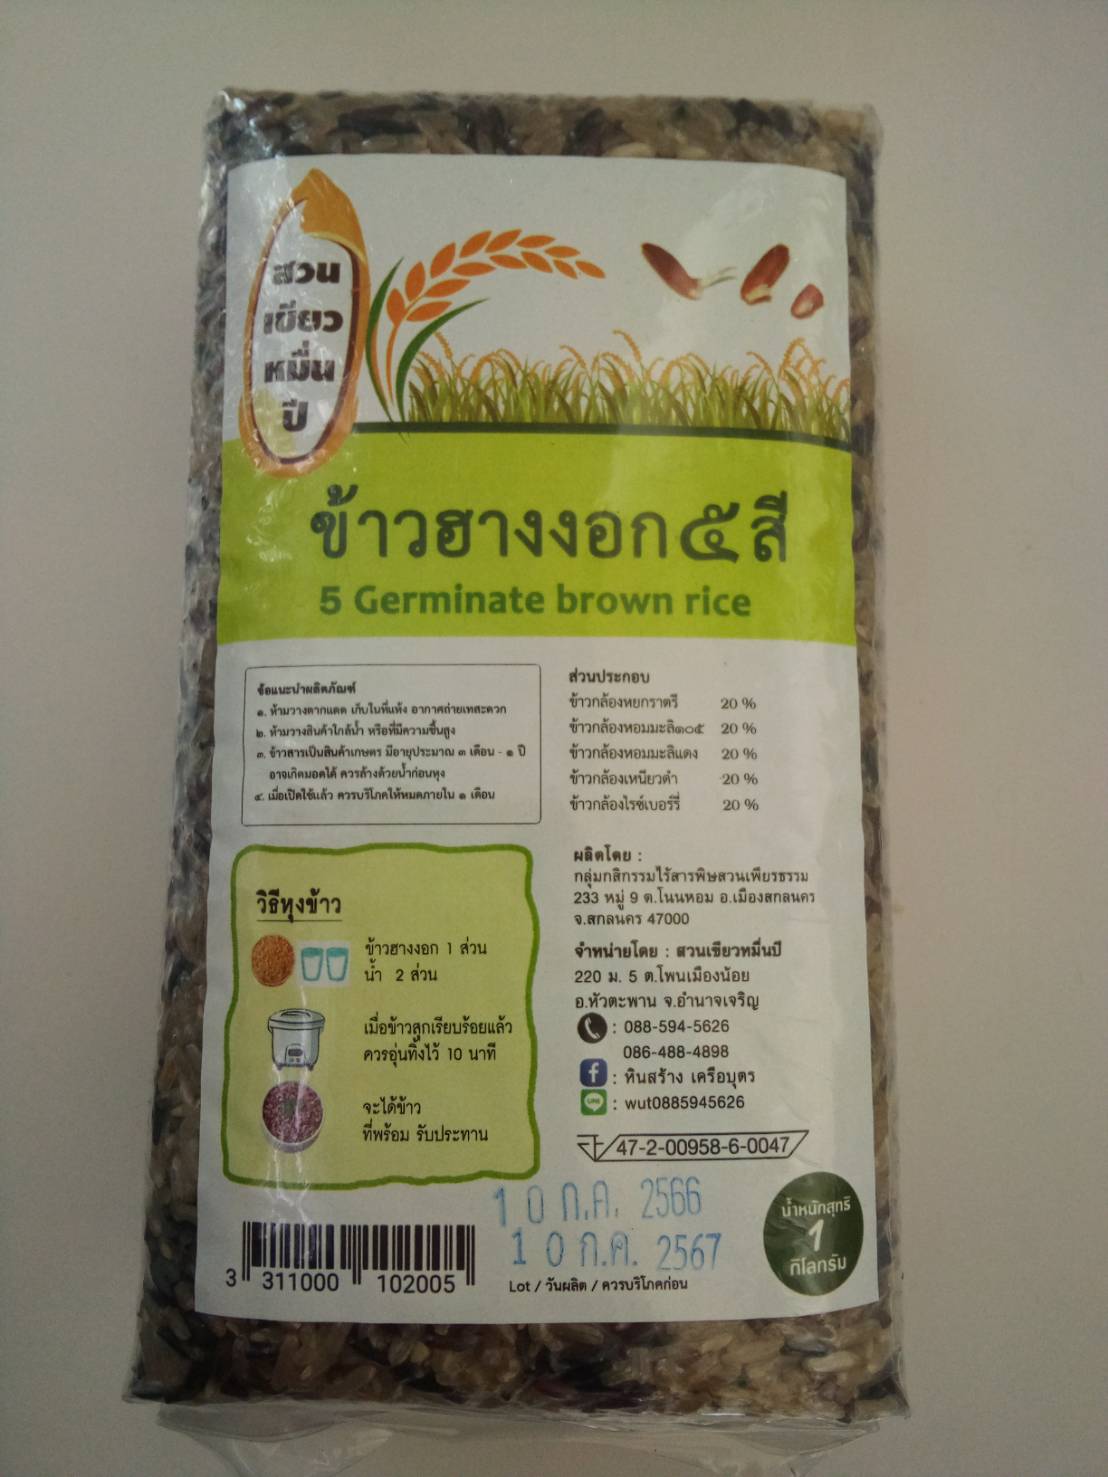 สวน
เขียว
หมื่น
ปี
ข้าวฮางงอก๕สี
5 Germinate brown rice
ข้อแนะนำผลิตภัณฑ์
๑. ห้ามวางตากแดด เก็บในที่แห้ง อากาศถ่ายเทสะดวก
๒. ห้ามวางสินค้าใกล้น้ำ หรือที่มีความชื้นสูง
๓. ข้าวสารเป็นสินค้าเกษตร มีอายุประมาณ ๓ เดือน - ๑ ปี
อาจเกิดมอดได้ ควรล้างด้วยน้ำก่อนหุง
๔. เมื่อเปิดใช้แล้ว ควรบริโภคให้หมดภายใน ๑ เดือน
ส่วนประกอบ
ข้าวกล้องหยกราตรี 20 %
ข้าวกล้องหอมมะลิ๑๐๕ 20 %
ข้าวกล้องหอมมะลิแดง 20 %
ข้าวกล้องเหนียวดำ 20 %
ข้าวกล้องไรซ์เบอร์รี่ 20 %
วิธีหุงข้าว
ข้าวฮางงอก 1 ส่วน
น้ำ 2 ส่วน
เมื่อข้าวสุกเรียบร้อยแล้ว
ควรอุ่นทิ้งไว้ 10 นาที
จะได้ข้าว
ที่พร้อม รับประทาน
ผลิตโดย :
กลุ่มกสิกรรมไร้สารพิษสวนเพียรธรรม
233 หมู่ 9 ต.โนนหอม อ.เมืองสกลนคร
จ.สกลนคร 47000
จำหน่ายโดย : สวนเขียวหมื่นปี
220 ม. 5 ต.โพนเมืองน้อย
อ.หัวตะพาน จ.อำนาจเจริญ
: 088-594-5626
086-488-4898
: หินสร้าง เครือบุตร
LINE : wut0885945626
47-2-00958-6-0047
10 ก.ค. 2566
10 ก.ค. 2567
Lot / วันผลิต / ควรบริโภคก่อน
น้ำหนักสุทธิ
1
กิโลกรัม
3 311000 102005